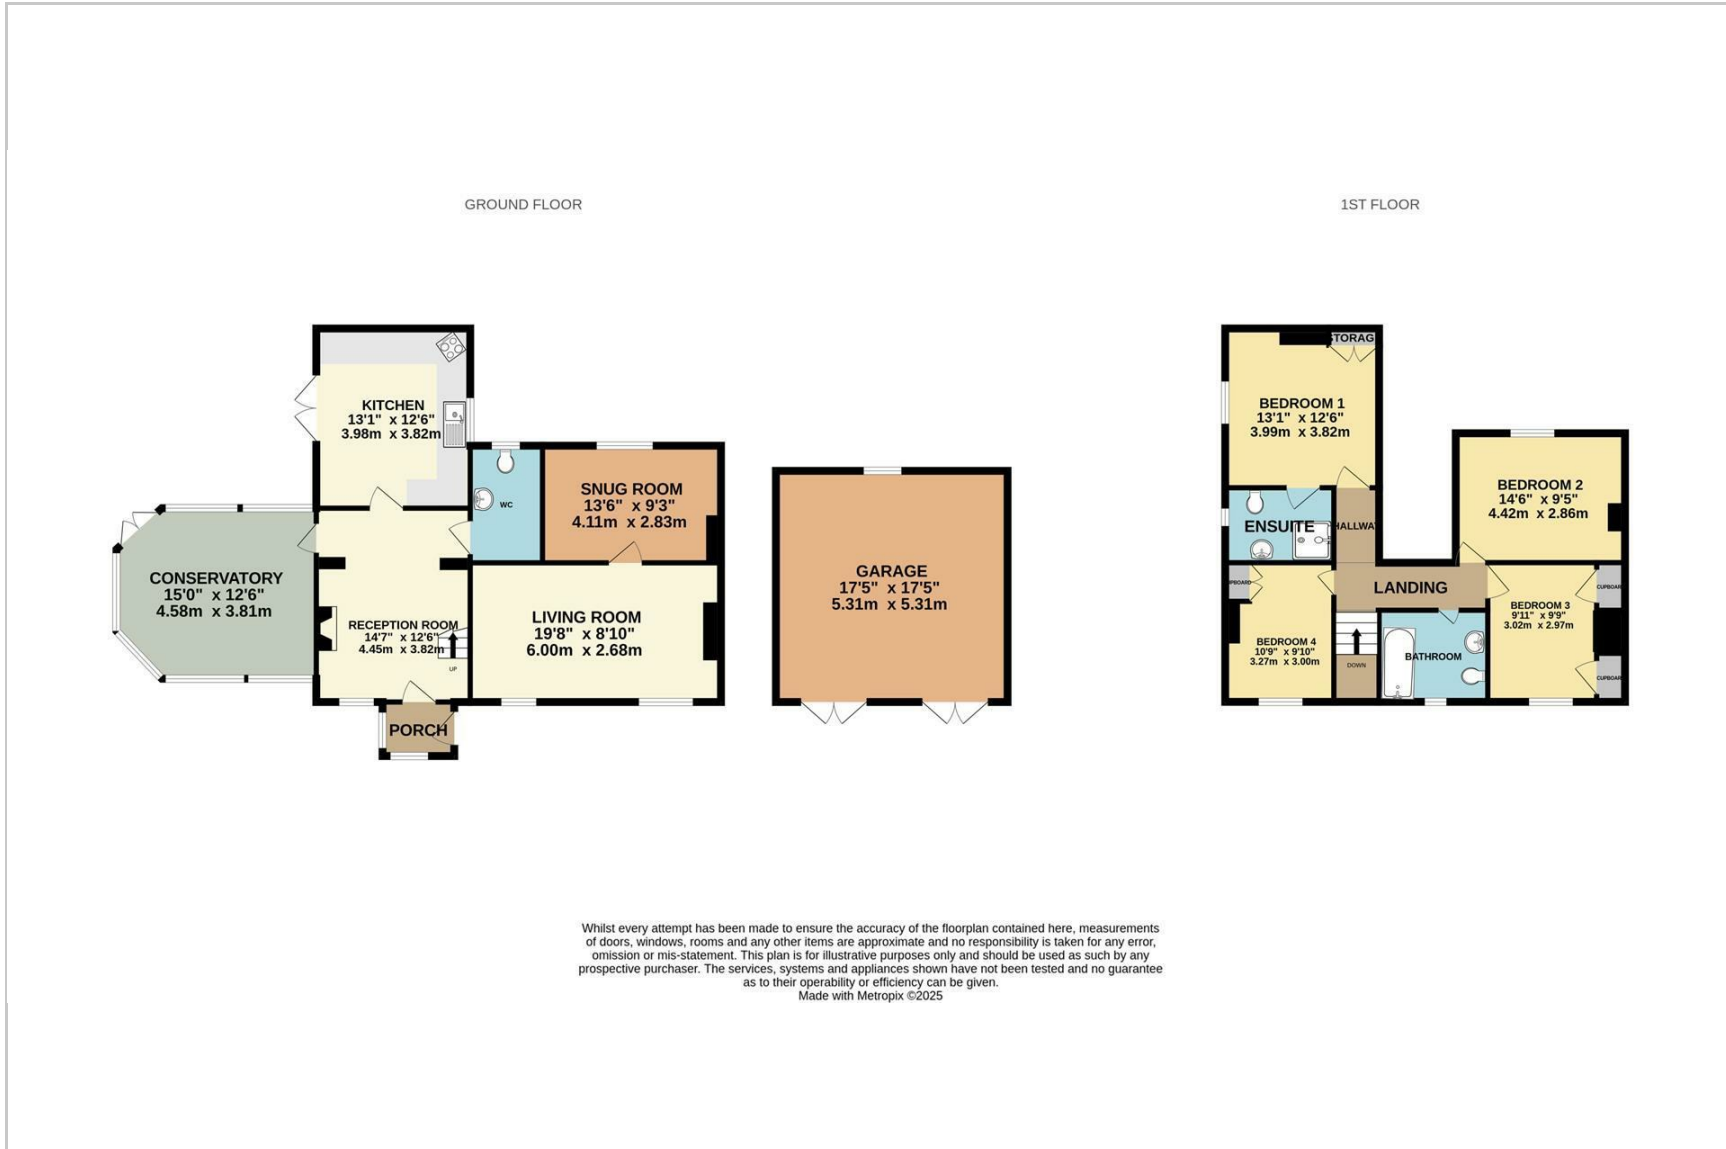 GROUND FLOOR
1ST FLOOR
KITCHEN
13'1" x 12'6"
3.98m x 3.82m
WC
SNUG ROOM
13'6" x 9'3"
4.11m x 2.83m
CONSERVATORY
15'0" x 12'6"
4.58m x 3.81m
RECEPTION ROOM
14'7" x 12'6"
4.45m x 3.82m
UP
LIVING ROOM
19'8" x 8'10"
6.00m x 2.68m
PORCH
GARAGE
17'5" x 17'5"
5.31m x 5.31m
STORAG
BEDROOM 1
13'1" x 12'6"
3.99m x 3.82m
BEDROOM 2
14'6" x 9'5"
4.42m x 2.86m
ENSUITE
HALLWA
LANDING
UPBOARD
CUPBOAR
BEDROOM 3
9'11" x 9'9"
3.02m x 2.97m
BEDROOM 4
10'9" x 9'10"
3.27m x 3.00m
DOWN
BATHROOM
CUPBOAR
Whilst every attempt has been made to ensure the accuracy of the floorplan contained here, measurements
of doors, windows, rooms and any other items are approximate and no responsibility is taken for any error,
omission or mis-statement. This plan is for illustrative purposes only and should be used as such by any
prospective purchaser. The services, systems and appliances shown have not been tested and no guarantee
as to their operability or efficiency can be given.
Made with Metropix ©2025